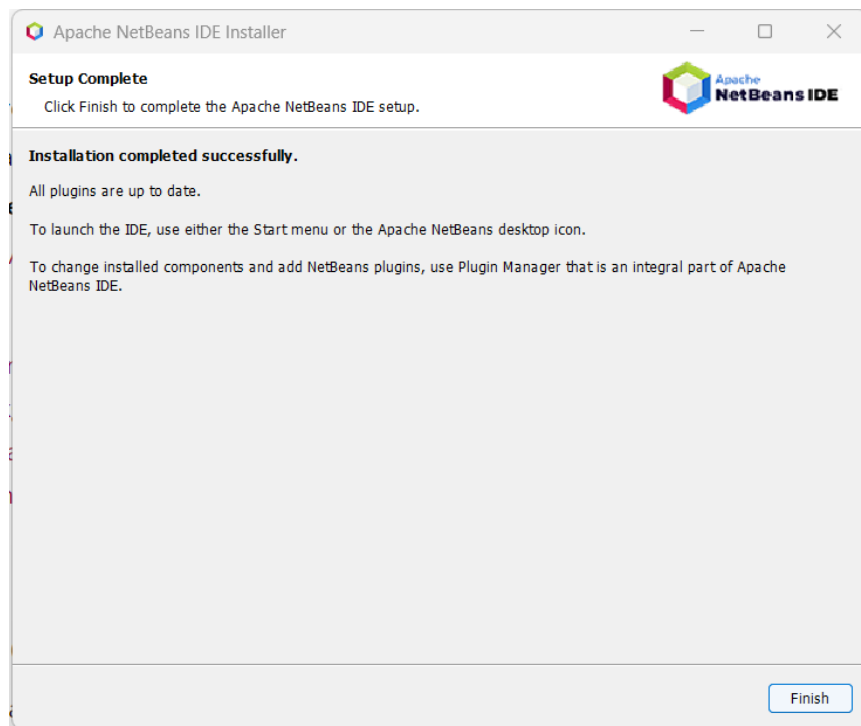 Apache NetBeans IDE Installer
Setup Complete
Click Finish to complete the Apache NetBeans IDE setup.
Apache
NetBeans IDE
Installation completed successfully.
All plugins are up to date.
To launch the IDE, use either the Start menu or the Apache NetBeans desktop icon.
To change installed components and add NetBeans plugins, use Plugin Manager that is an integral part of Apache
NetBeans IDE.
Finish